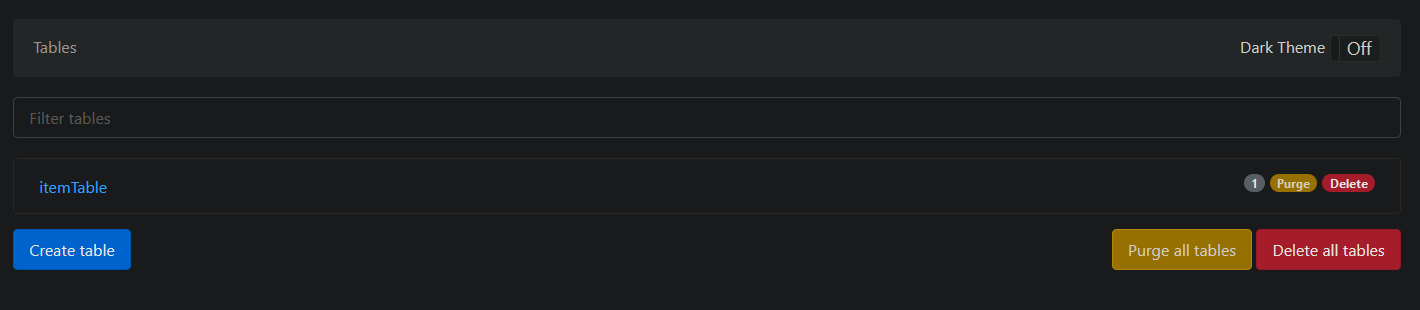 Tables Dark Theme Off
Filter tables
itemTable 1 Purge Delete
Create table Purge all tables Delete all tables